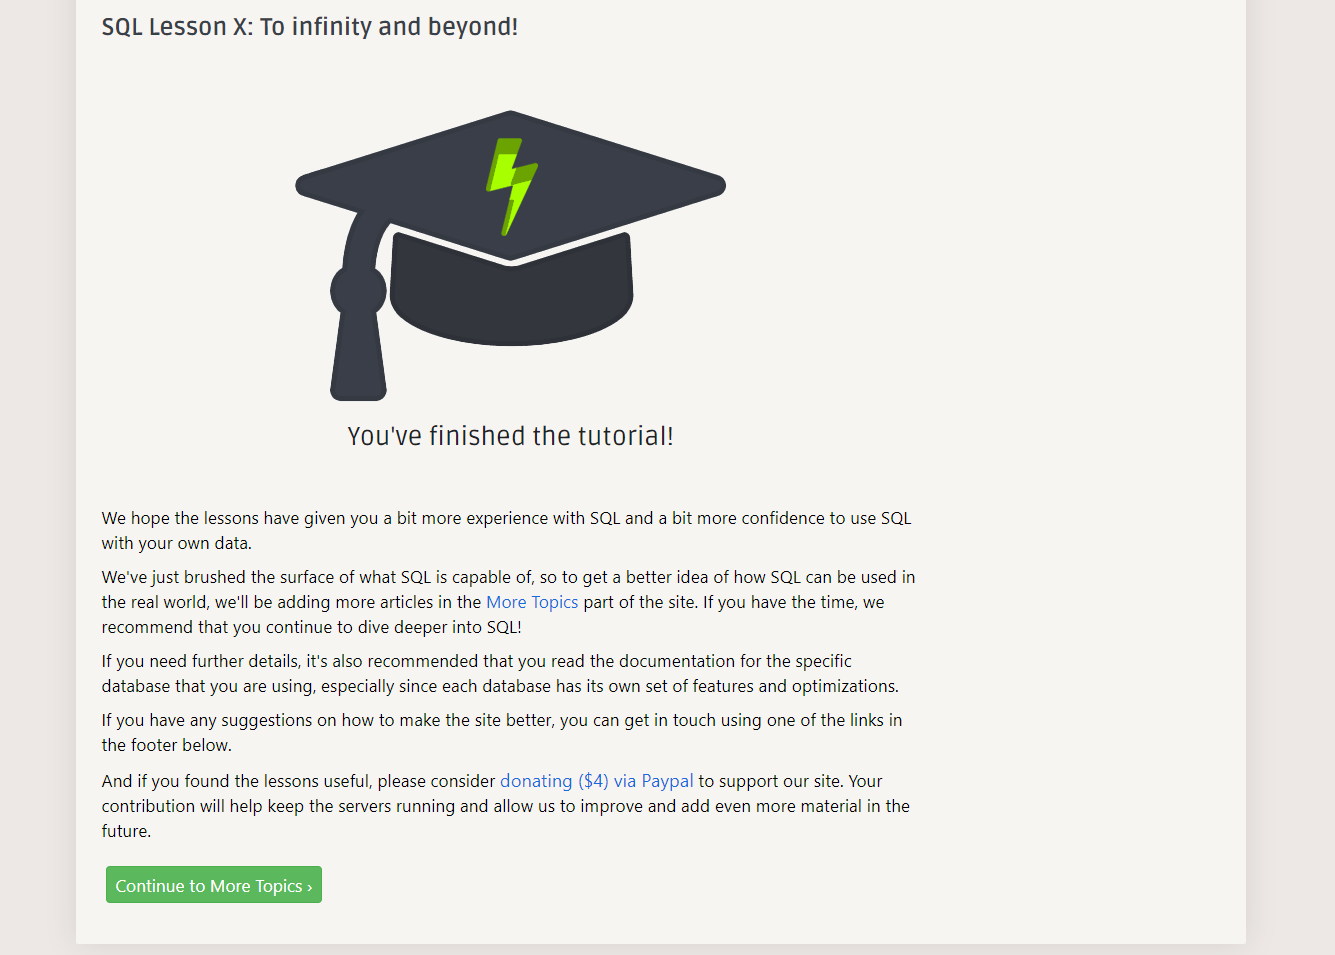 SQL Lesson X: To infinity and beyond!
You've finished the tutorial!
We hope the lessons have given you a bit more experience with SQL and a bit more confidence to use SQL
with your own data.
We've just brushed the surface of what SQL is capable of, so to get a better idea of how SQL can be used in
the real world, we'll be adding more articles in the More Topics part of the site. If you have the time, we
recommend that you continue to dive deeper into SQL!
If you need further details, it's also recommended that you read the documentation for the specific
database that you are using, especially since each database has its own set of features and optimizations.
If you have any suggestions on how to make the site better, you can get in touch using one of the links in
the footer below.
And if you found the lessons useful, please consider donating ($4) via Paypal to support our site. Your
contribution will help keep the servers running and allow us to improve and add even more material in the
future.
Continue to More Topics ›